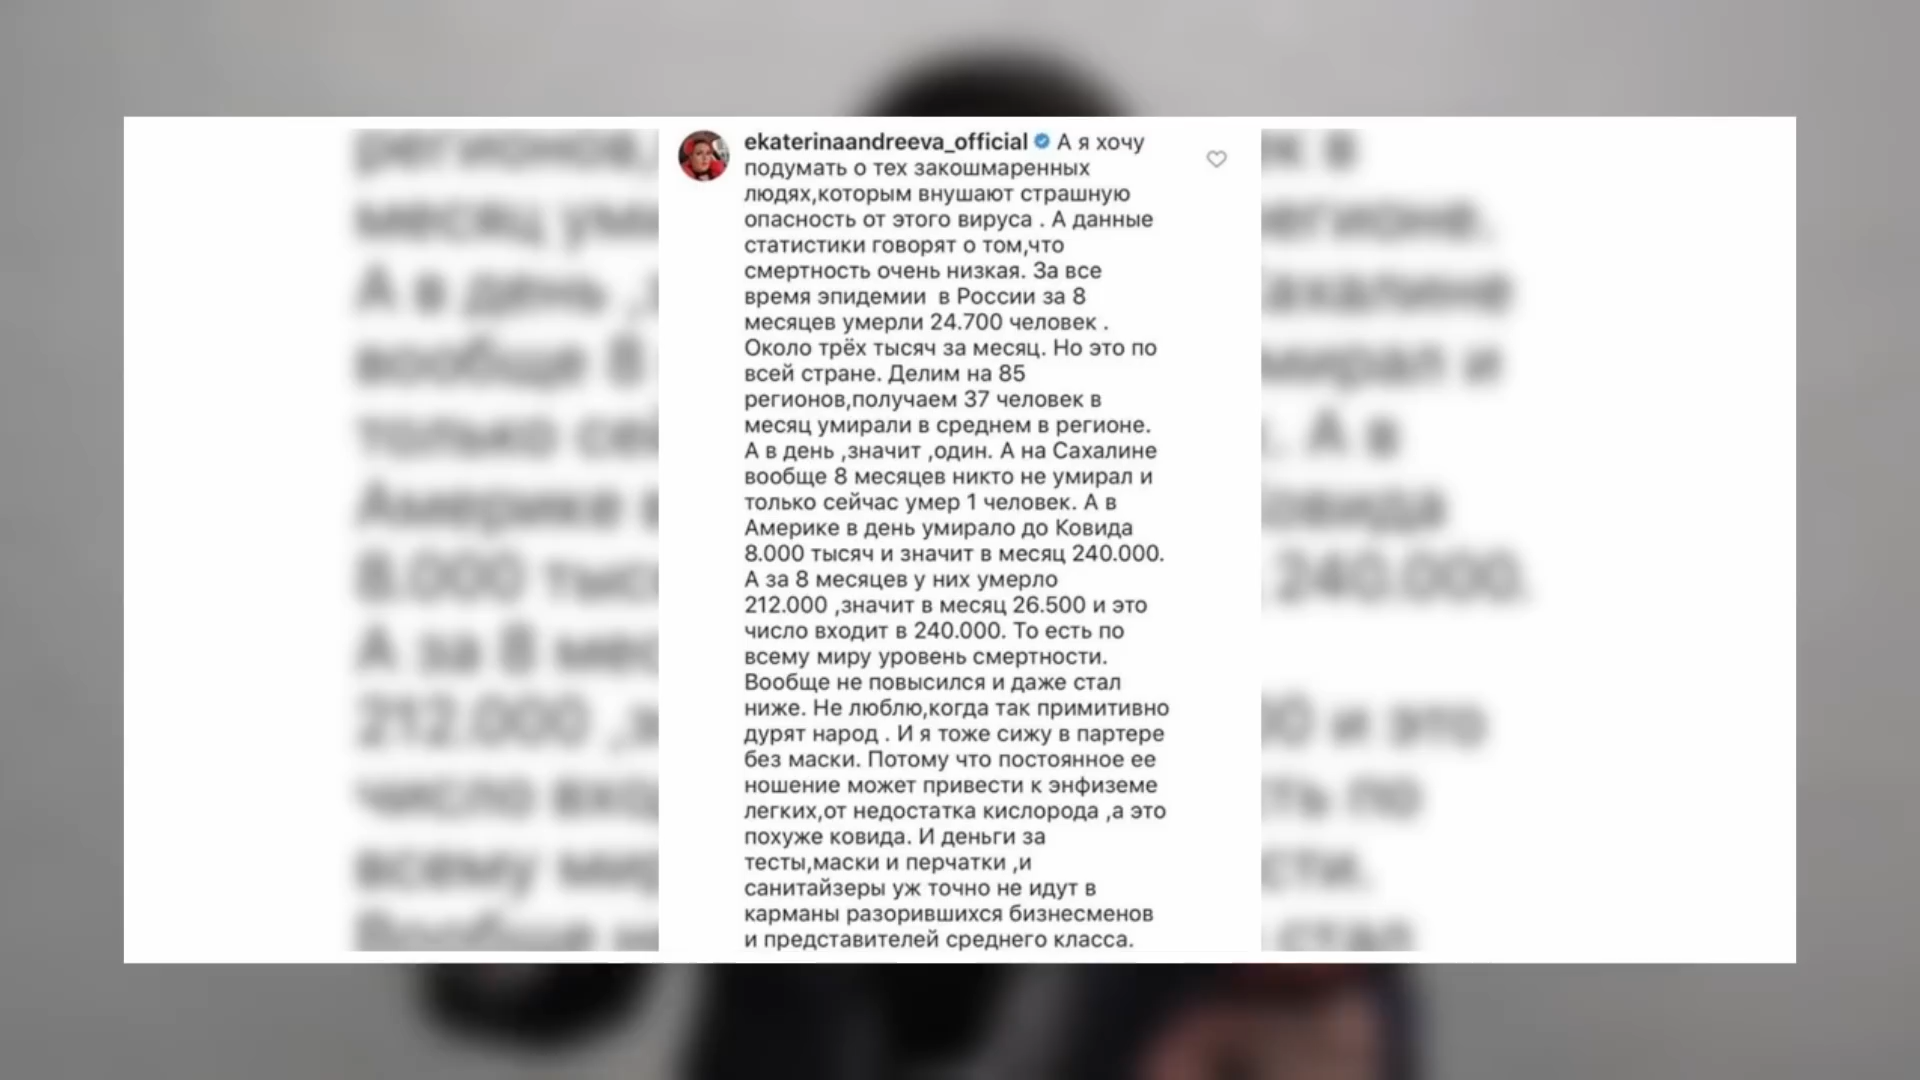 ekaterinaandreeva_official А я хочу
подумать о тех закошмаренных
людях,которым внушают страшную
опасность от этого вируса . А данные
статистики говорят о том,что
смертность очень низкая. За все
время эпидемии  в России за 8
месяцев умерли 24.700 человек .
Около трёх тысяч за месяц. Но это по
всей стране. Делим на 85
регионов,получаем 37 человек в
месяц умирали в среднем в регионе.
А в день ,значит ,один. А на Сахалине
вообще 8 месяцев никто не умирал и
только сейчас умер 1 человек. А в
Америке в день умирало до Ковида
8.000 тысяч и значит в месяц 240.000.
А за 8 месяцев у них умерло
212.000 ,значит в месяц 26.500 и это
число входит в 240.000. То есть по
всему миру уровень смертности.
Вообще не повысился и даже стал
ниже. Не люблю,когда так примитивно
дурят народ . И я тоже сижу в партере
без маски. Потому что постоянное ее
ношение может привести к энфиземе
легких,от недостатка кислорода ,а это
похуже ковида. И деньги за
тесты,маски и перчатки ,и
санитайзеры уж точно не идут в
карманы разорившихся бизнесменов
и представителей среднего класса.